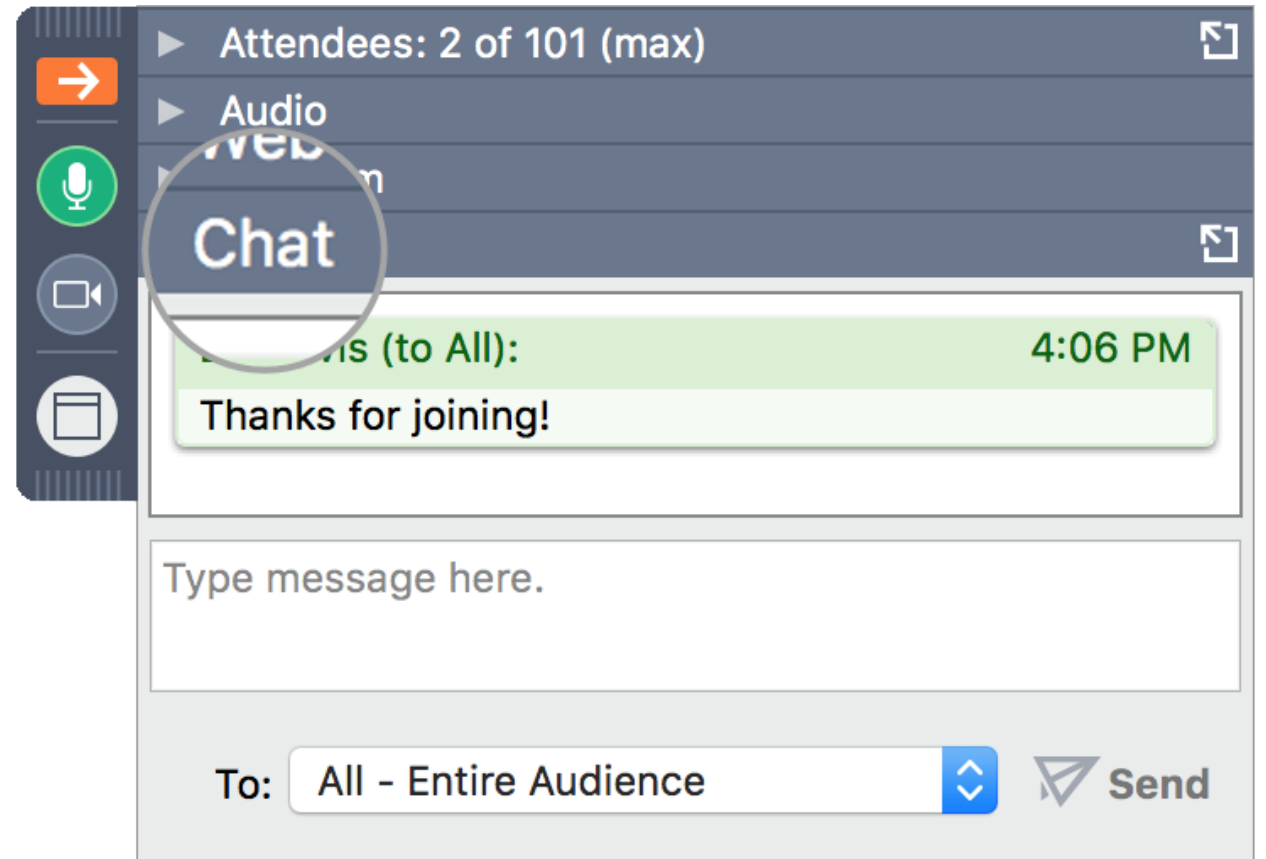 Attendees: 2 of 101 (max)
Audio
Web
Chat
(to All):
4:06 PM
Thanks for joining!
Type message here.
To:
All - Entire Audience
Send